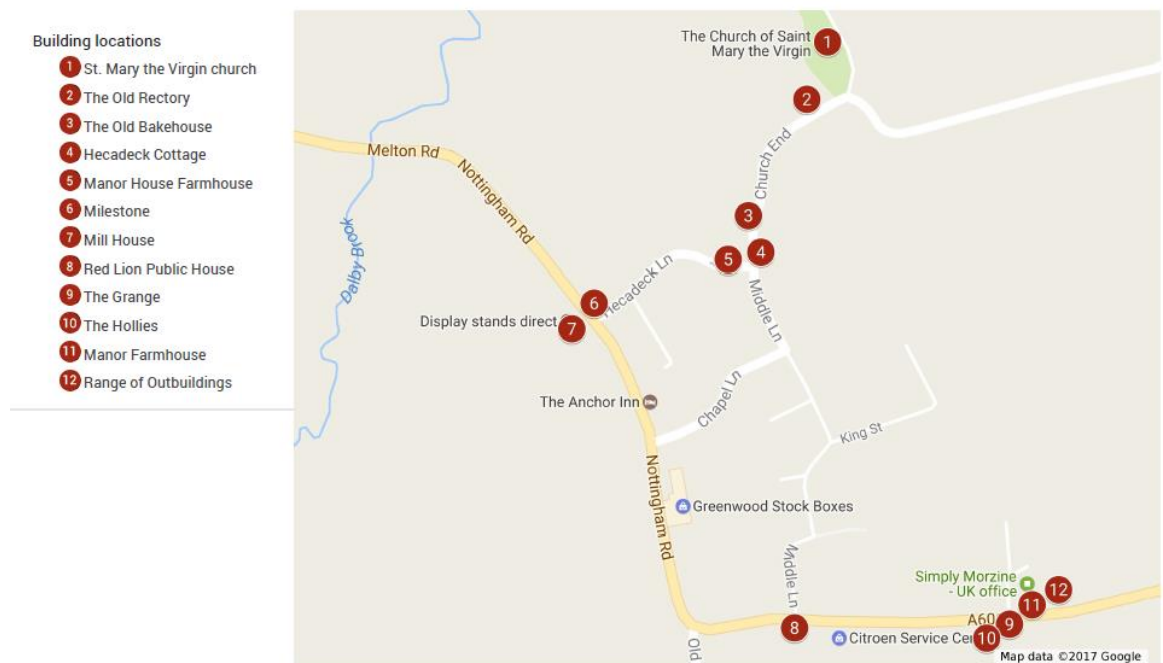 Building locations
1 St. Mary the Virgin church
2 The Old Rectory
3 The Old Bakehouse
4 Hecadeck Cottage
5 Manor House Farmhouse
6 Milestone
7 Mill House
8 Red Lion Public House
9 The Grange
10 The Hollies
11 Manor Farmhouse
12 Range of Outbuildings
The Church of Saint
Mary the Virgin
1
2
Melton Rd
Church End
Nottingham Rd
3
Dalby Brook
4
5
Hecadeck Ln
Middle Ln
6
Display stands direct
7
The Anchor Inn
Chapel Ln
King St
Nottingham Rd
Greenwood Stock Boxes
Middle Ln
Simply Morzine
- UK office
12
11
A60
9
8
Citroen Service Cen
10
Old
Map data ©2017 Google